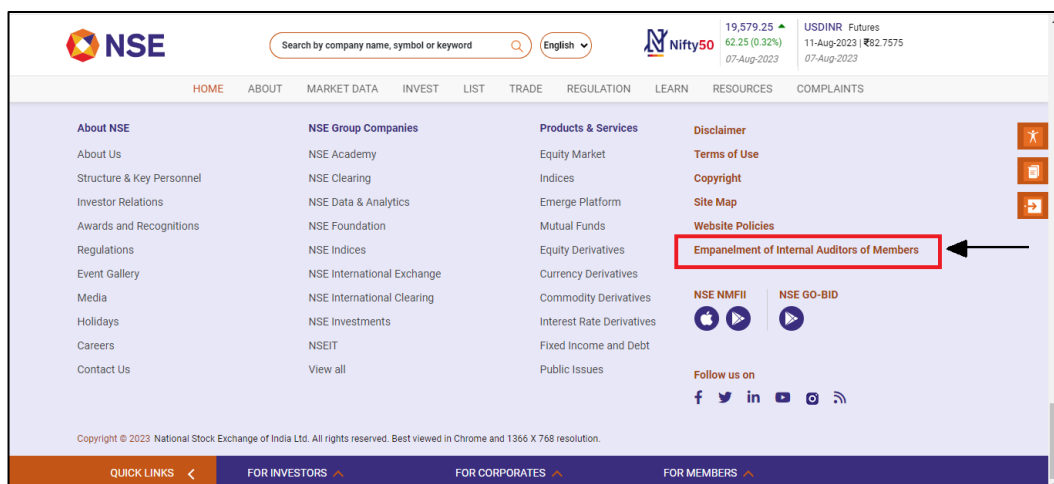 NSE
Search by company name, symbol or keyword
English
Nifty50
19,579.25
62.25 (0.32%)
07-Aug-2023
USDINR Futures
11-Aug-2023 | ₹82.7575
07-Aug-2023
HOME ABOUT MARKET DATA INVEST LIST TRADE REGULATION LEARN RESOURCES COMPLAINTS
About NSE
About Us
Structure & Key Personnel
Investor Relations
Awards and Recognitions
Regulations
Event Gallery
Media
Holidays
Careers
Contact Us
NSE Group Companies
NSE Academy
NSE Clearing
NSE Data & Analytics
NSE Foundation
NSE Indices
NSE International Exchange
NSE International Clearing
NSE Investments
NSEIT
View all
Products & Services
Equity Market
Indices
Emerge Platform
Mutual Funds
Equity Derivatives
Currency Derivatives
Commodity Derivatives
Interest Rate Derivatives
Fixed Income and Debt
Public Issues
Disclaimer
Terms of Use
Copyright
Site Map
Website Policies
Empanelment of Internal Auditors of Members
NSE NMFII NSE GO-BID
Follow us on
Copyright © 2023 National Stock Exchange of India Ltd. All rights reserved. Best viewed in Chrome and 1366 X 768 resolution.
QUICK LINKS FOR INVESTORS FOR CORPORATES FOR MEMBERS